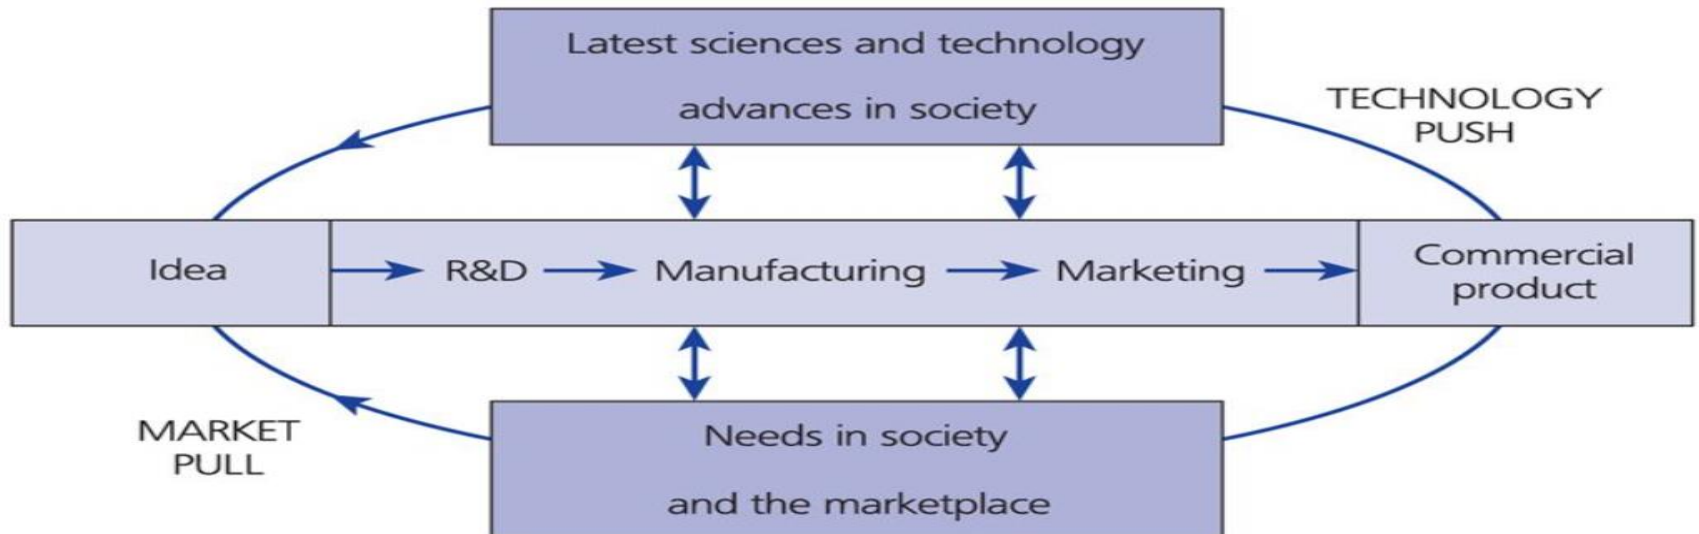 Latest sciences and technology
advances in society
TECHNOLOGY
PUSH
Idea
R&D
Manufacturing
Marketing
Commercial
product
MARKET
PULL
Needs in society
and the marketplace